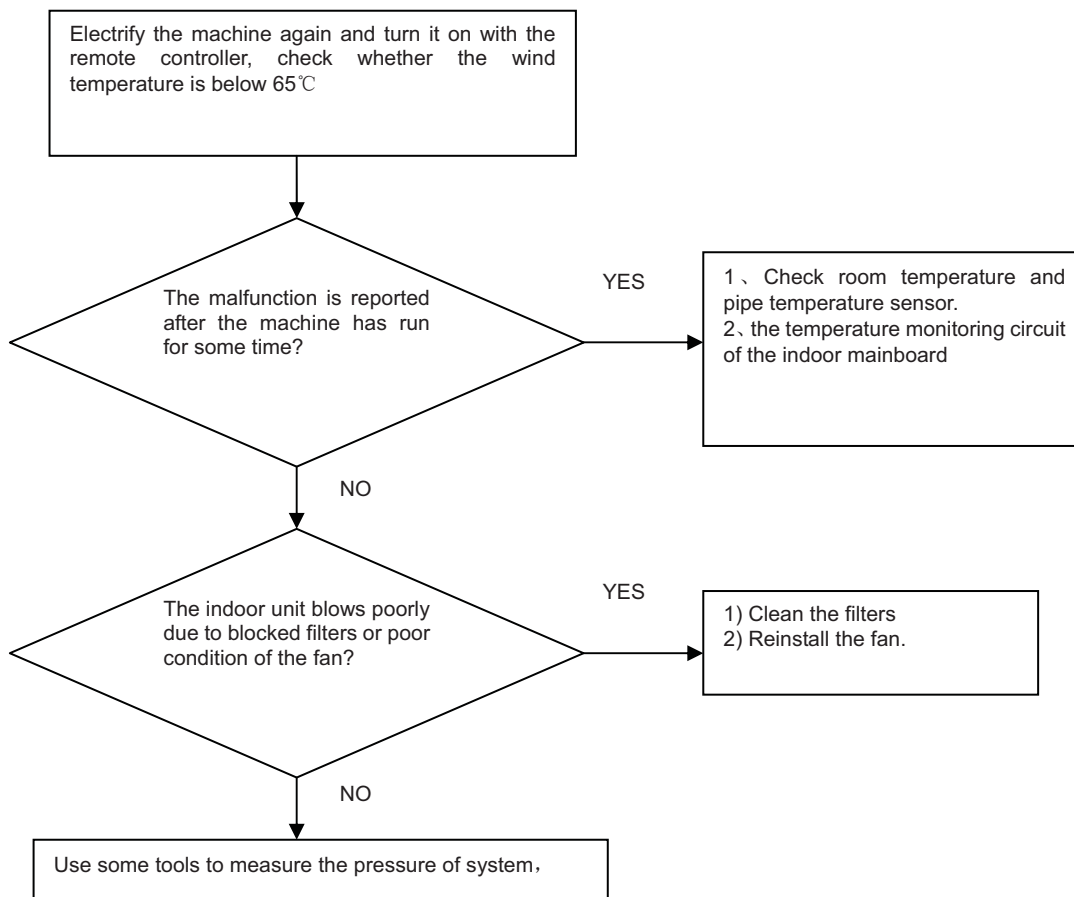 Electrify the machine again and turn it on with the
remote controller, check whether the wind
temperature is below 65℃
The malfunction is reported
after the machine has run
for some time?
YES
1、Check room temperature and
pipe temperature sensor.
2、the temperature monitoring circuit
of the indoor mainboard
NO
The indoor unit blows poorly
due to blocked filters or poor
condition of the fan?
YES
1) Clean the filters
2) Reinstall the fan.
NO
Use some tools to measure the pressure of system，